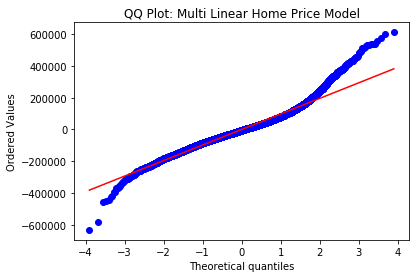 QQ Plot: Multi Linear Home Price Model
600000
400000
200000
0
−200000
−400000
−600000
Ordered Values
−4 −3 −2 −1 0 1 2 3 4
Theoretical quantiles